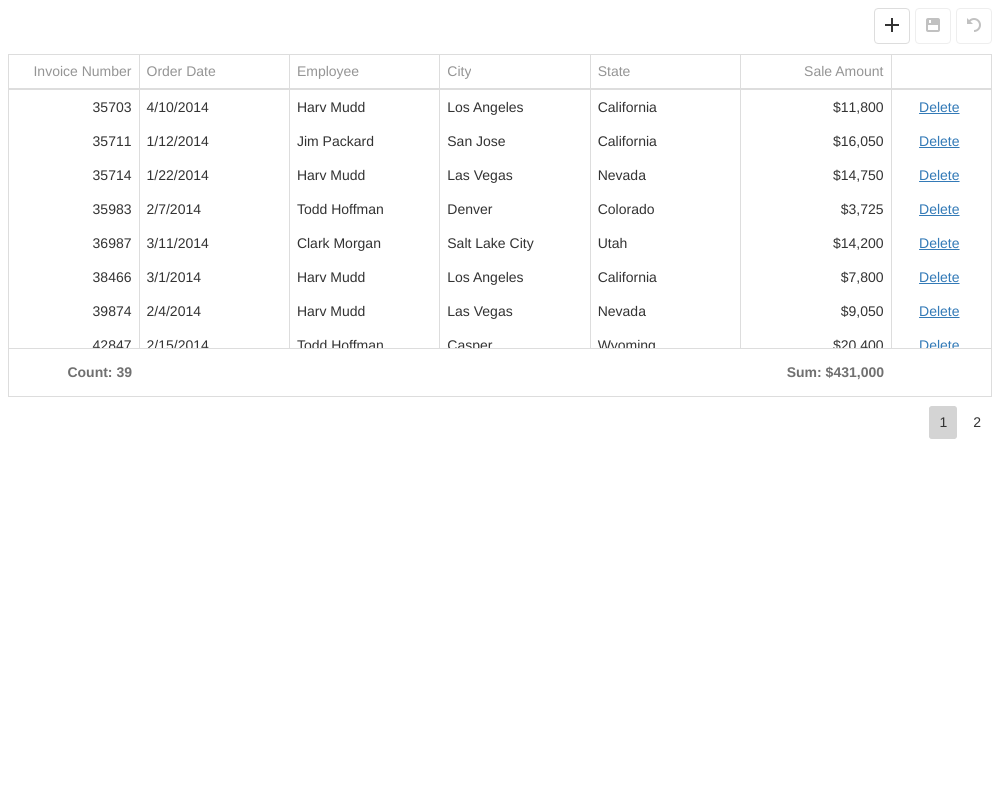 Invoice Number Order Date Employee City State Sale Amount
35703 4/10/2014 Harv Mudd Los Angeles California $11,800 Delete
35711 1/12/2014 Jim Packard San Jose California $16,050 Delete
35714 1/22/2014 Harv Mudd Las Vegas Nevada $14,750 Delete
35983 2/7/2014 Todd Hoffman Denver Colorado $3,725 Delete
36987 3/11/2014 Clark Morgan Salt Lake City Utah $14,200 Delete
38466 3/1/2014 Harv Mudd Los Angeles California $7,800 Delete
39874 2/4/2014 Harv Mudd Las Vegas Nevada $9,050 Delete
42847 2/15/2014 Todd Hoffman Casper Wyoming $20,400 Delete
Count: 39 Sum: $431,000
1 2